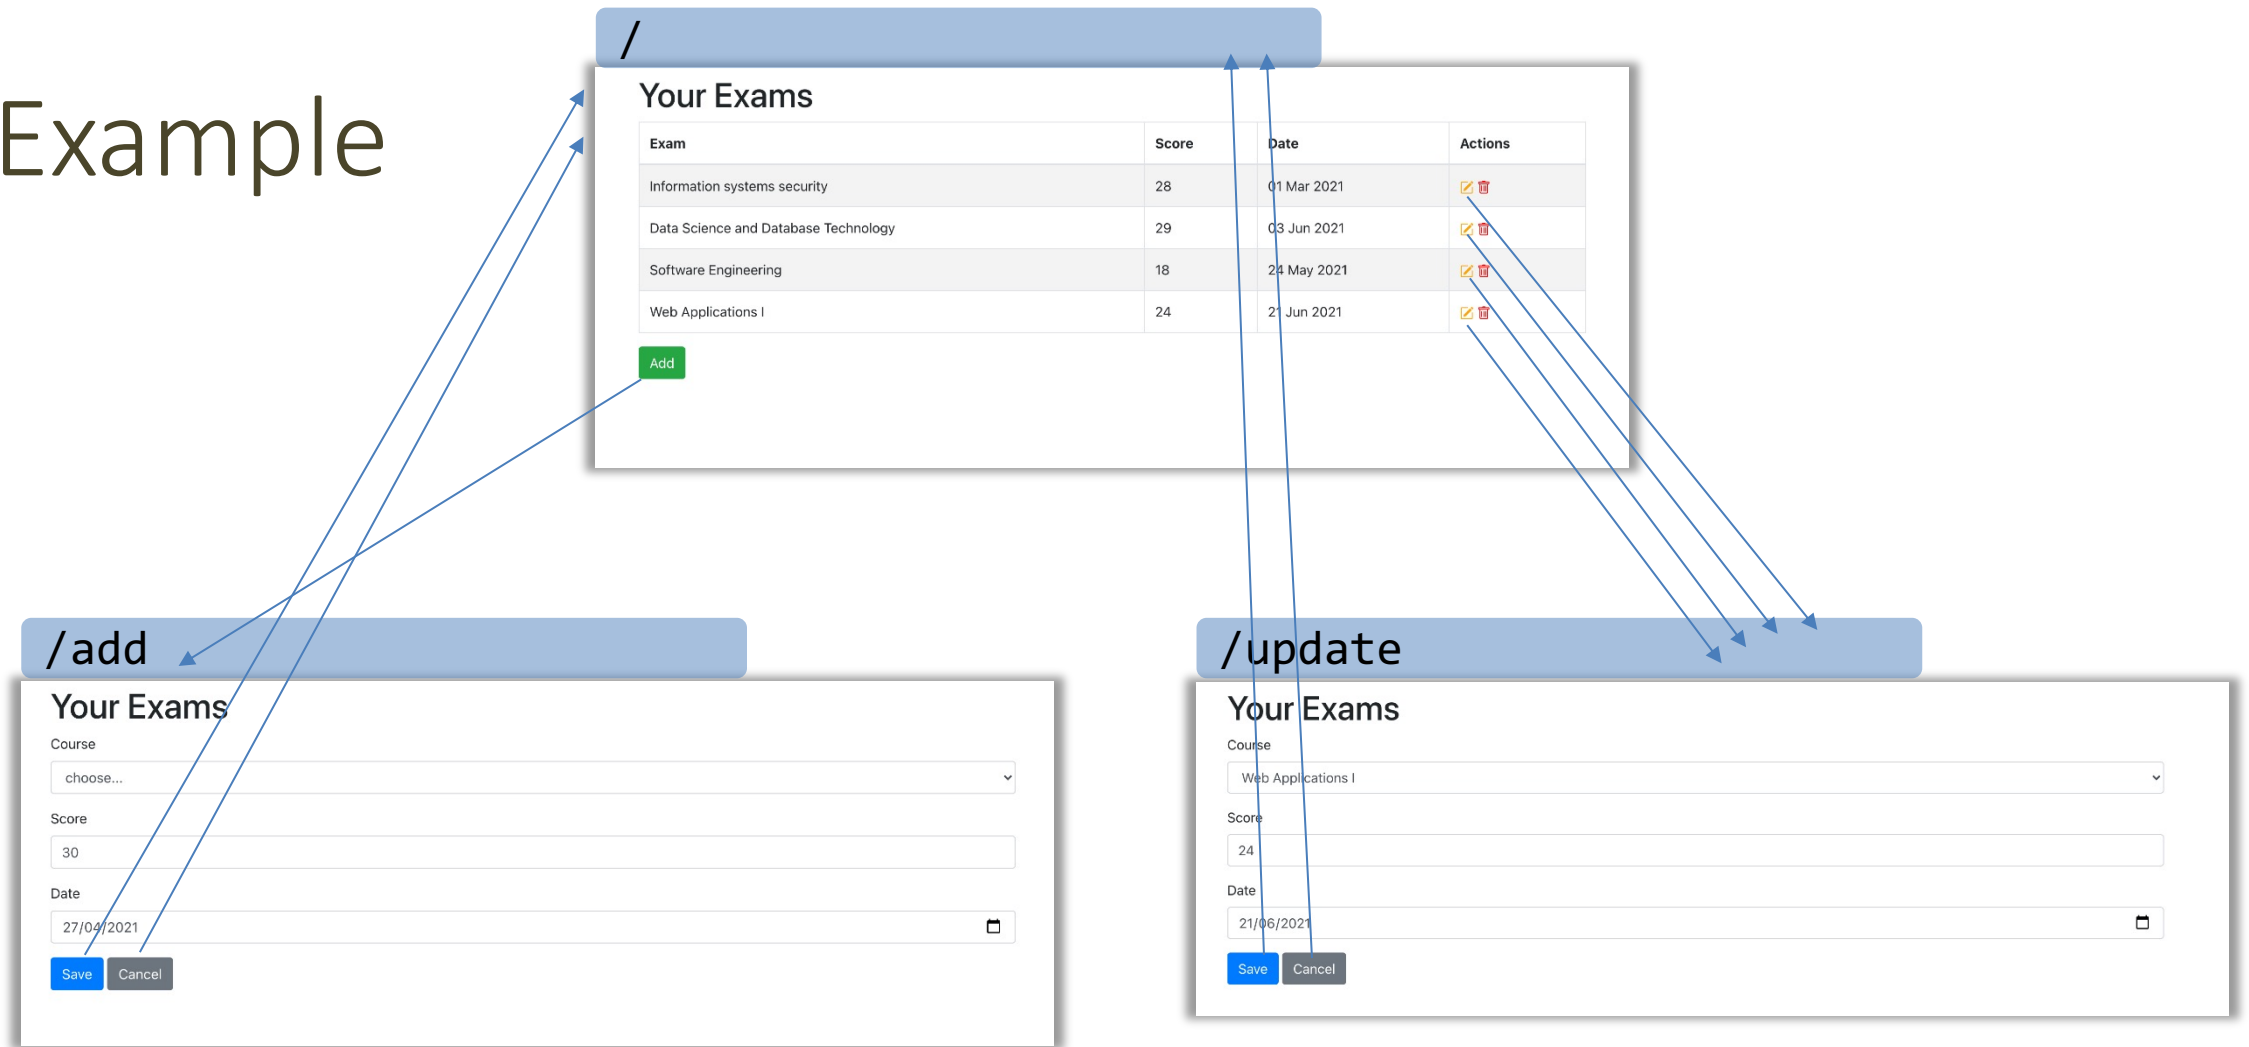 Example
/
Your Exams
Exam Score Date Actions
Information systems security 28 01 Mar 2021
Data Science and Database Technology 29 03 Jun 2021
Software Engineering 18 24 May 2021
Web Applications I 24 21 Jun 2021
Add
/add
Your Exams
Course
choose...
Score
30
Date
27/04/2021
Save Cancel
/update
Your Exams
Course
Web Applications I
Score
24
Date
21/06/2021
Save Cancel